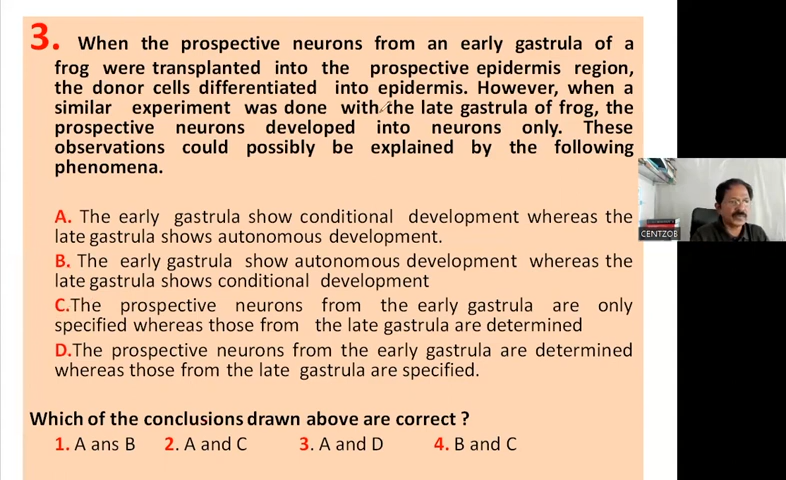 3. When the prospective neurons from an early gastrula of a
frog were transplanted into the prospective epidermis region,
the donor cells differentiated into epidermis. However, when a
similar experiment was done with the late gastrula of frog, the
prospective neurons developed into neurons only. These
observations could possibly be explained by the following
phenomena.
A. The early gastrula show conditional development whereas the
late gastrula shows autonomous development.
B. The early gastrula show autonomous development whereas the
late gastrula shows conditional development
C.The prospective neurons from the early gastrula are only
specified whereas those from the late gastrula are determined
D.The prospective neurons from the early gastrula are determined
whereas those from the late gastrula are specified.
Which of the conclusions drawn above are correct ?
1. A ans B 2. A and C 3. A and D 4. B and C
CENTZOB